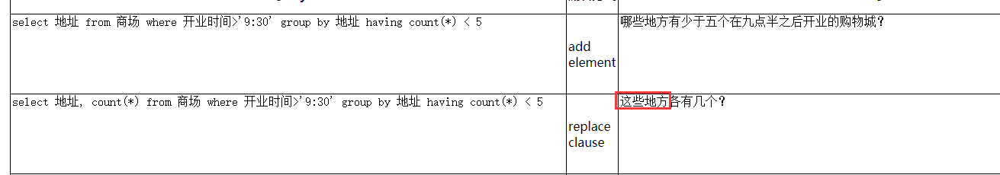 select 地址 from 商场 where 开业时间>'9:30' group by 地址 having count(*) < 5
add
element
哪些地方有少于五个在九点半之后开业的购物城?
select 地址, count(*) from 商场 where 开业时间>'9:30' group by 地址 having count(*) < 5
replace
clause
这些地方各有几个?